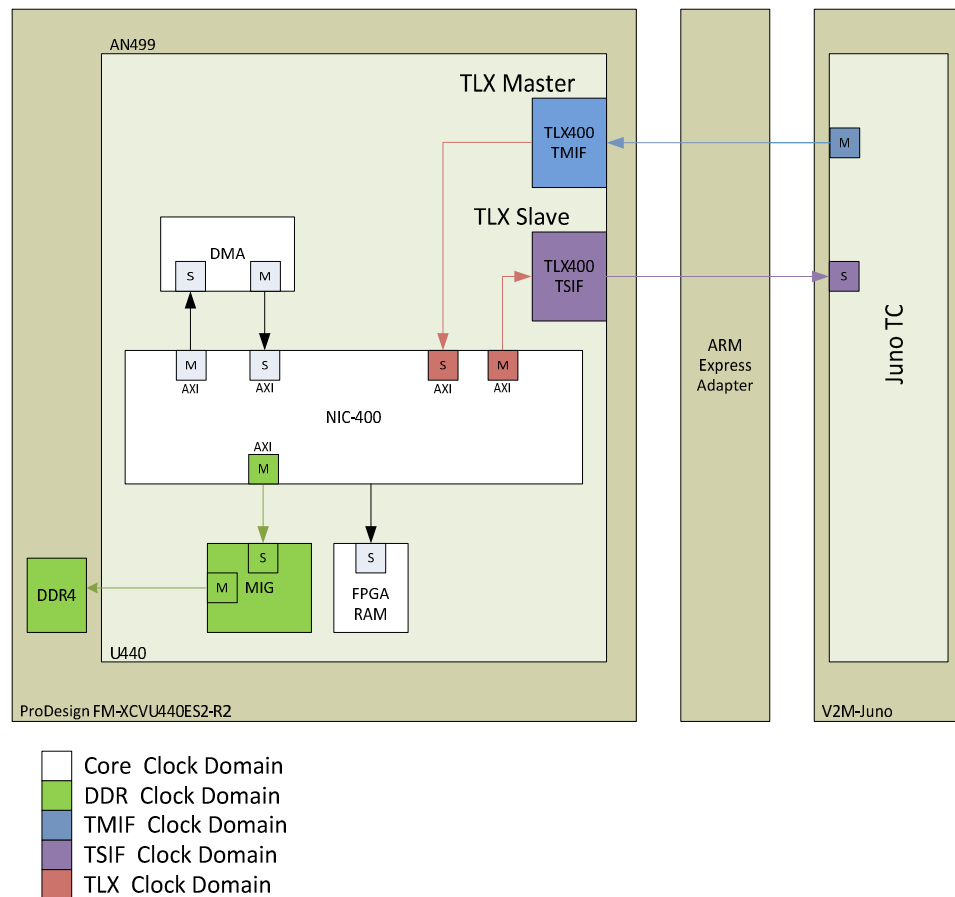 AN499
TLX Master
TLX400
TMIF
M
TLX Slave
TLX400
TSIF
S
DMA
S
M
M
S
S
M
AXI
AXI
AXI
AXI
NIC-400
AXI
M
S
M
MIG
S
FPGA
RAM
DDR4
U440
ProDesign FM-XCVU440ES2-R2
ARM
Express
Adapter
Juno TC
V2M-Juno
Core Clock Domain
DDR Clock Domain
TMIF Clock Domain
TSIF Clock Domain
TLX Clock Domain